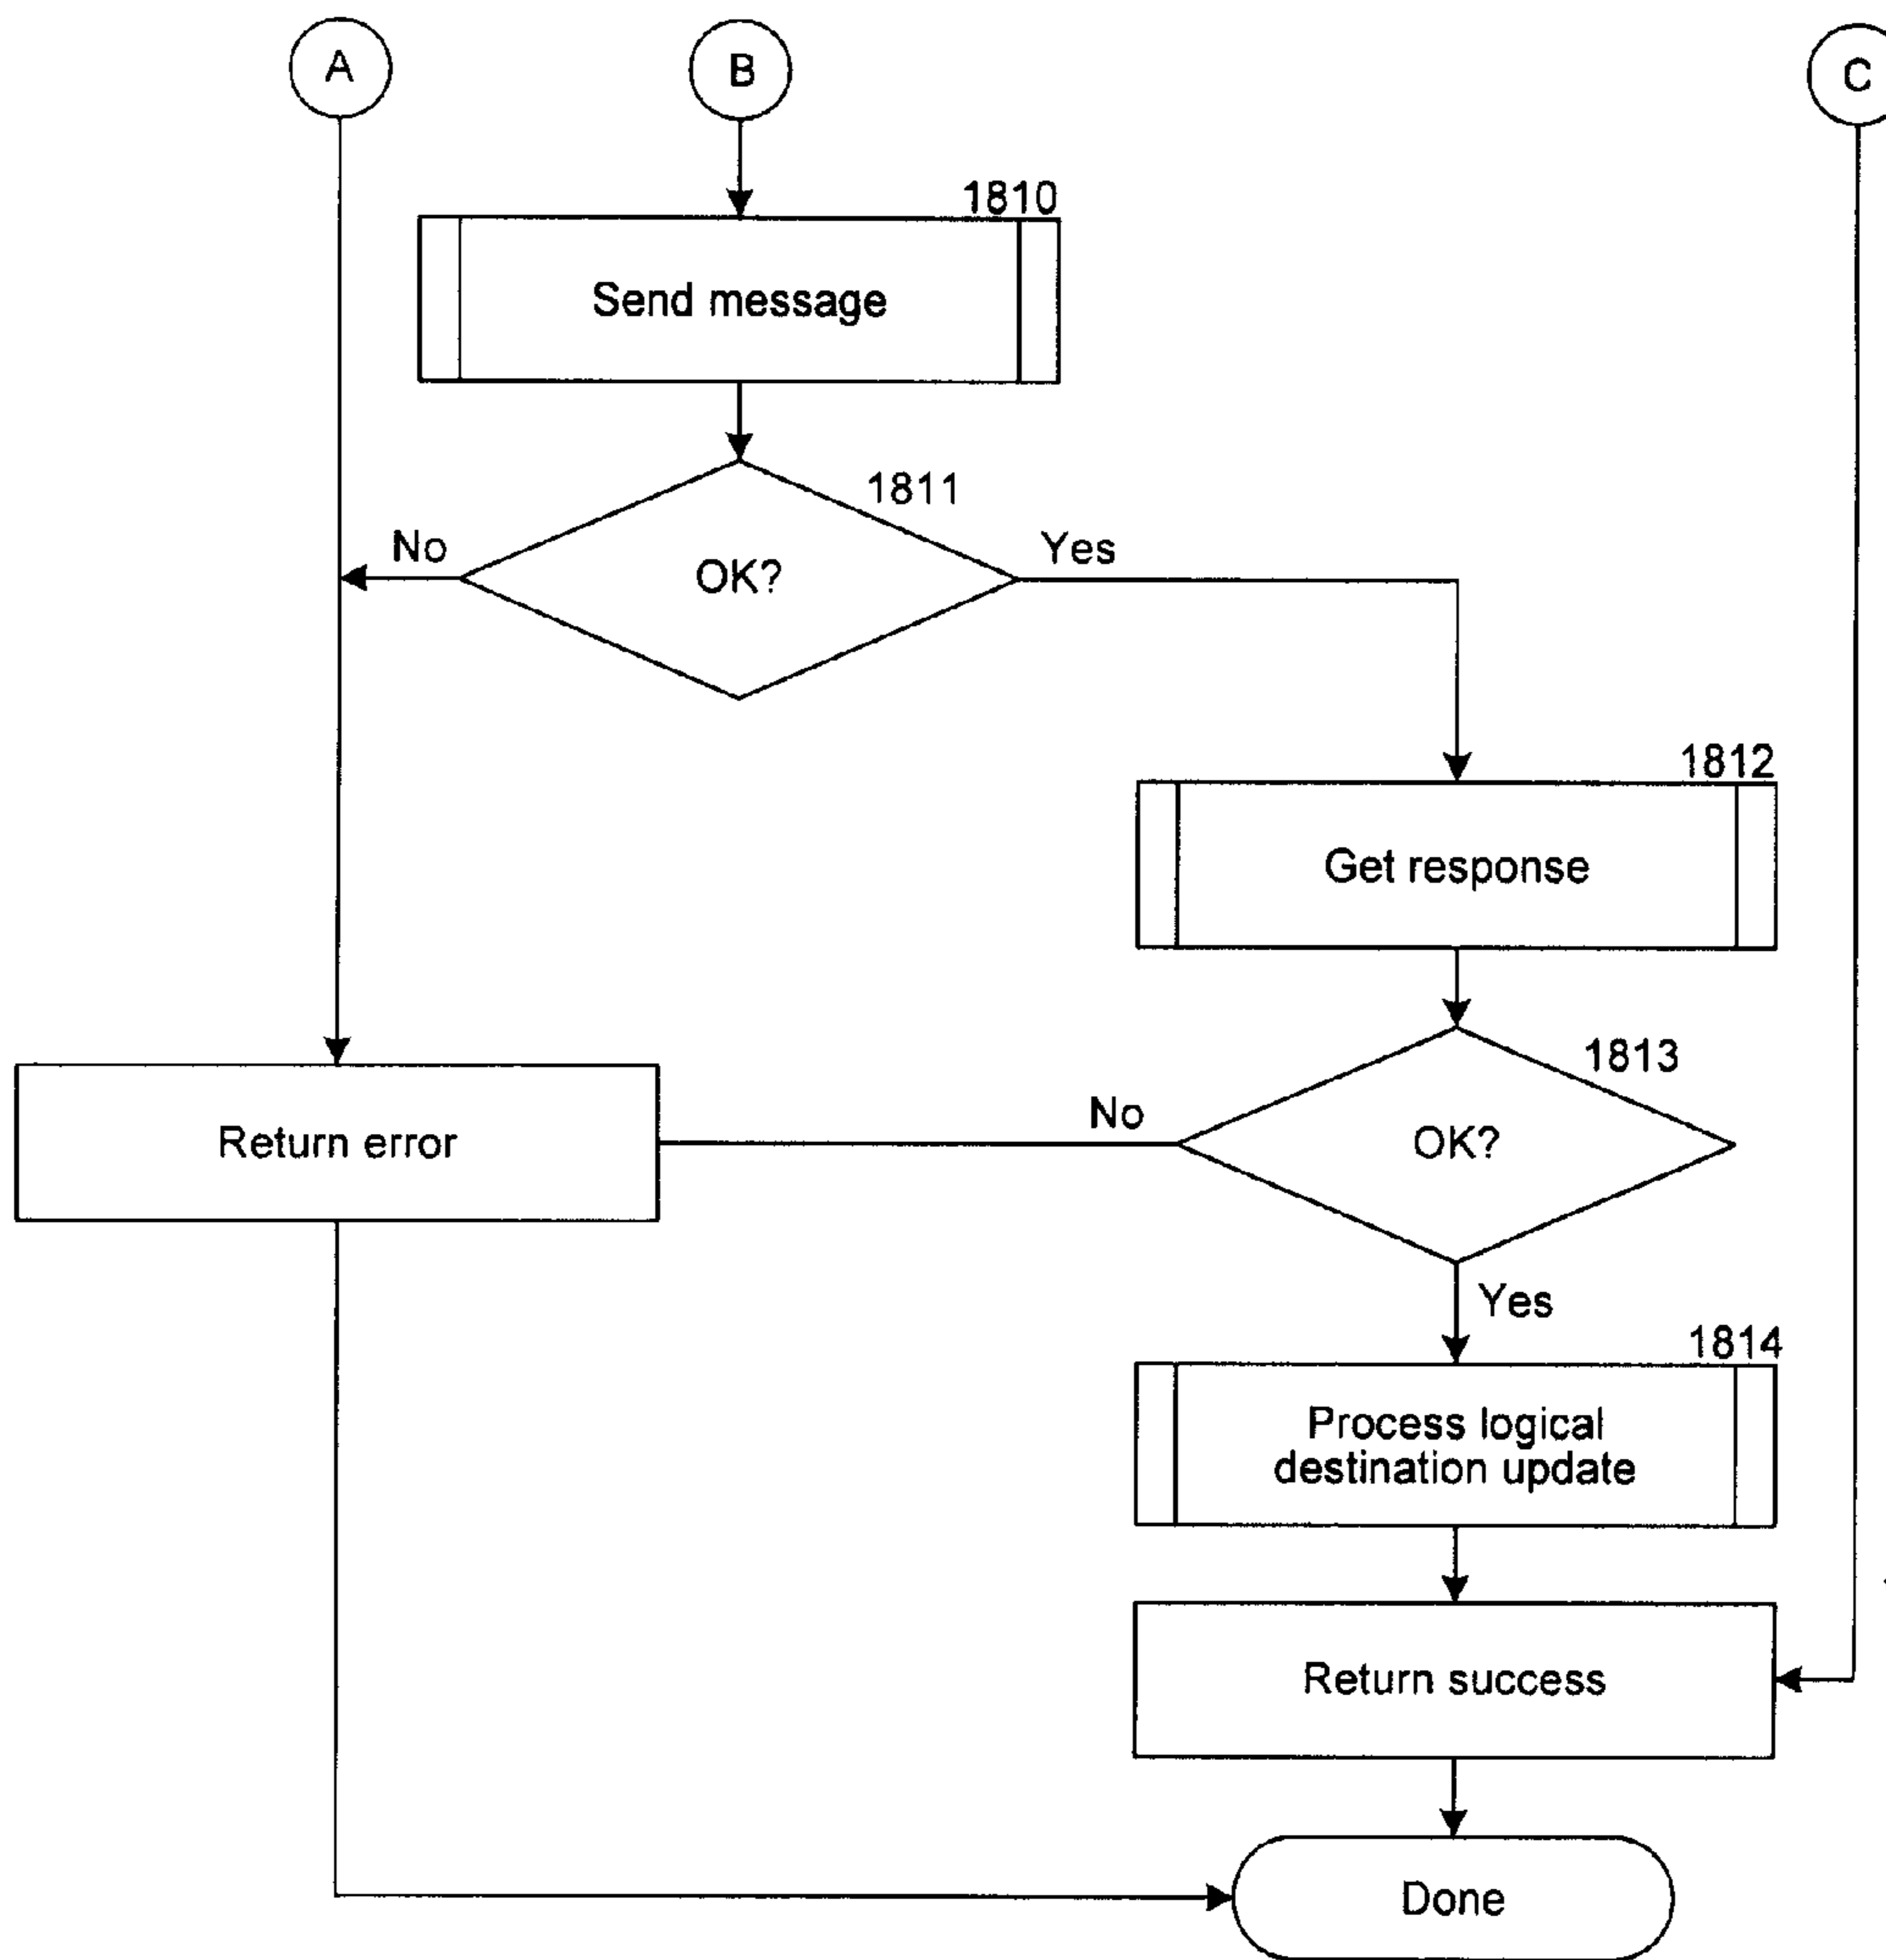 A
B
C
1810
Send message
1811
No
OK?
Yes
1812
Get response
1813
Return error
No
OK?
Yes
1814
Process logical
destination update
Return success
Done